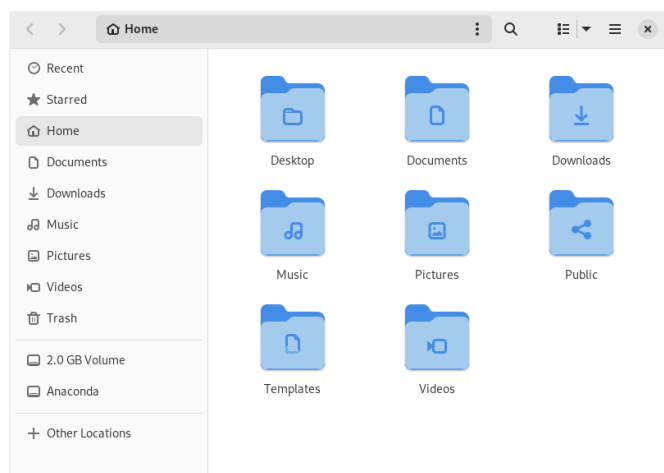 Home
Recent
Starred
Home
Documents
Downloads
Music
Pictures
Videos
Trash
2.0 GB Volume
Anaconda
Other Locations
Desktop
Documents
Downloads
Music
Pictures
Public
Templates
Videos